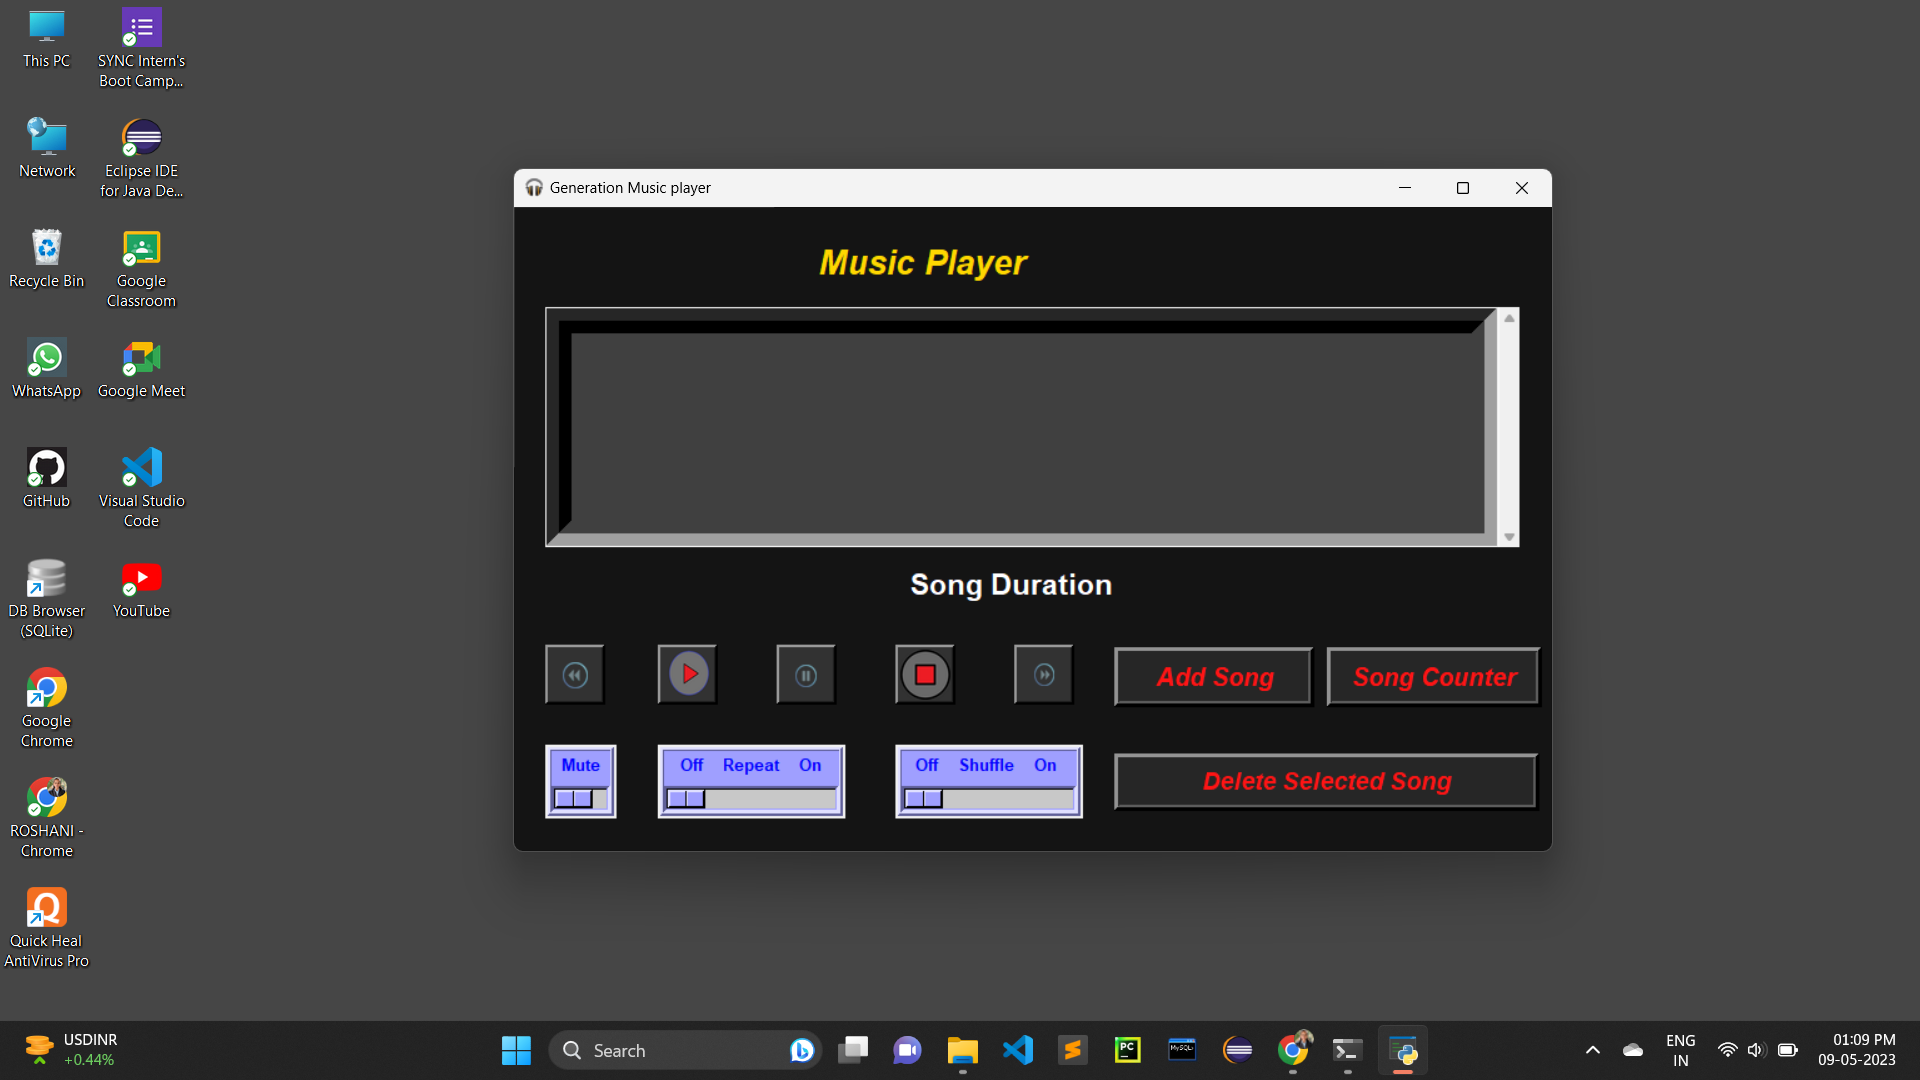 This PC
SYNC Intern's
Boot Camp...
Network
Eclipse IDE
for Java De...
Recycle Bin
Google
Classroom
WhatsApp
Google Meet
GitHub
Visual Studio
Code
DB Browser
(SQLite)
YouTube
Google
Chrome
ROSHANI -
Chrome
Quick Heal
AntiVirus Pro
Generation Music player
Music Player
Song Duration
Add Song
Song Counter
Mute
Off Repeat On
Off Shuffle On
Delete Selected Song
USDINR
+0.44%
Search
PC
MySQL
ENG
IN
01:09 PM
09-05-2023